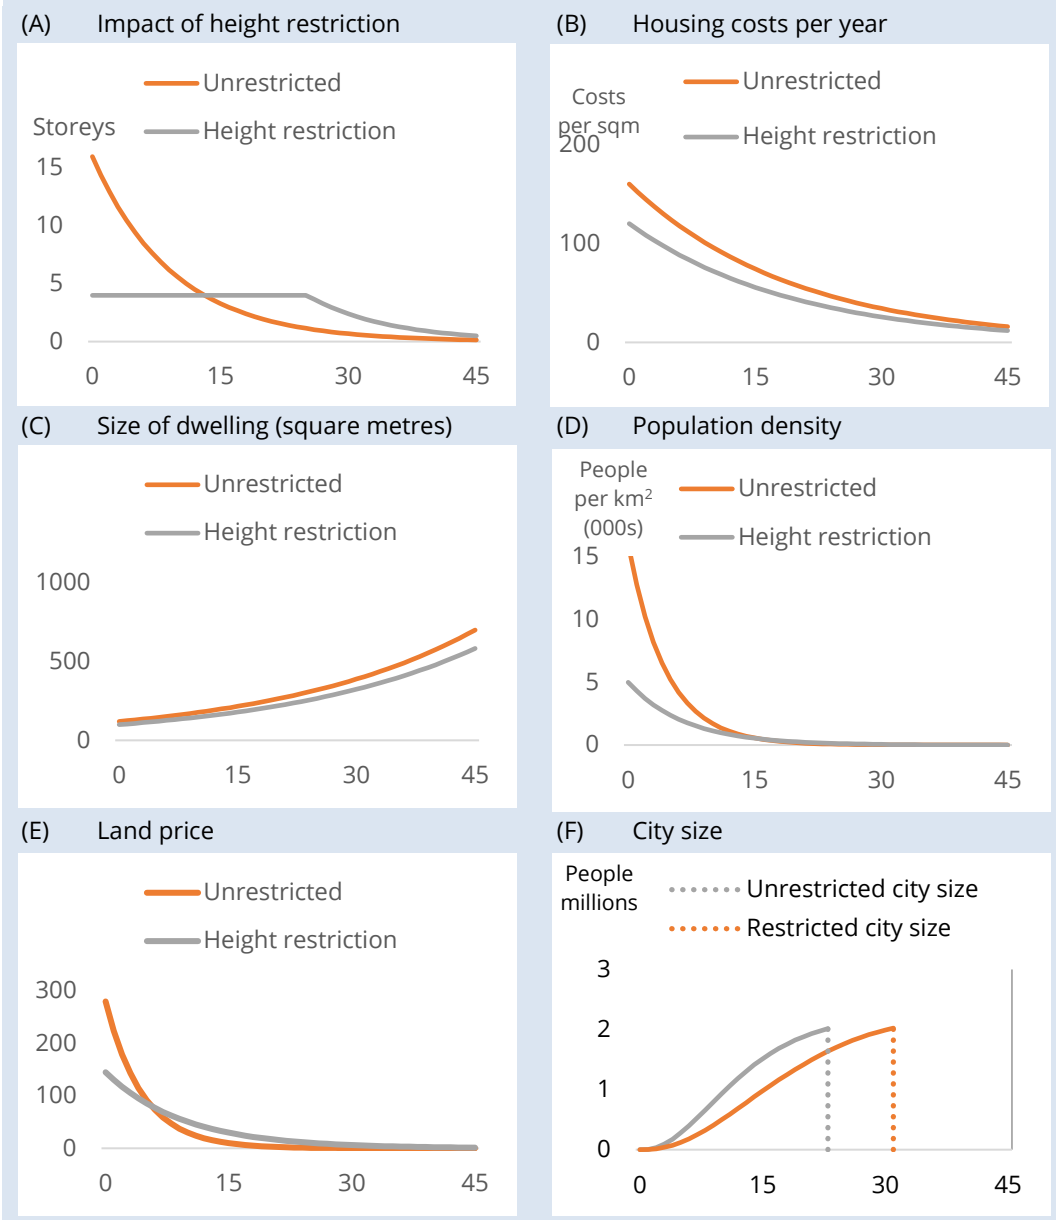 (A) Impact of height restriction
Unrestricted
Height restriction
Storeys
15
10
5
0
0 15 30 45
(B) Housing costs per year
Unrestricted
Height restriction
Costs
per sqm
200
100
0
0 15 30 45
(C) Size of dwelling (square metres)
Unrestricted
Height restriction
1000
500
0
0 15 30 45
(D) Population density
People
per km²
(000s)
Unrestricted
Height restriction
15
10
5
0
0 15 30 45
(E) Land price
Unrestricted
Height restriction
300
200
100
0
0 15 30 45
(F) City size
People
millions
Unrestricted city size
Restricted city size
3
2
1
0
0 15 30 45